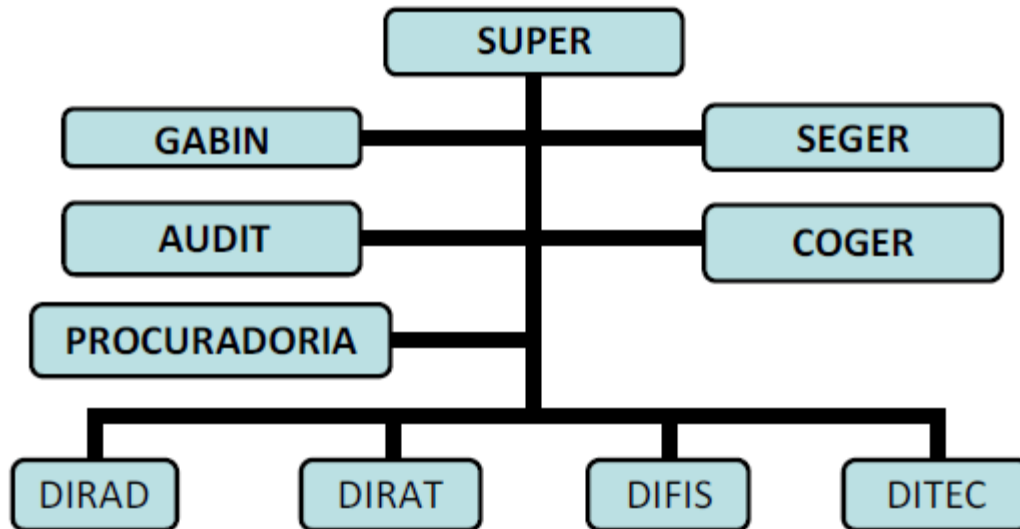 SUPER
GABIN
SEGER
AUDIT
COGER
PROCURADORIA
DIRAD
DIRAT
DIFIS
DITEC